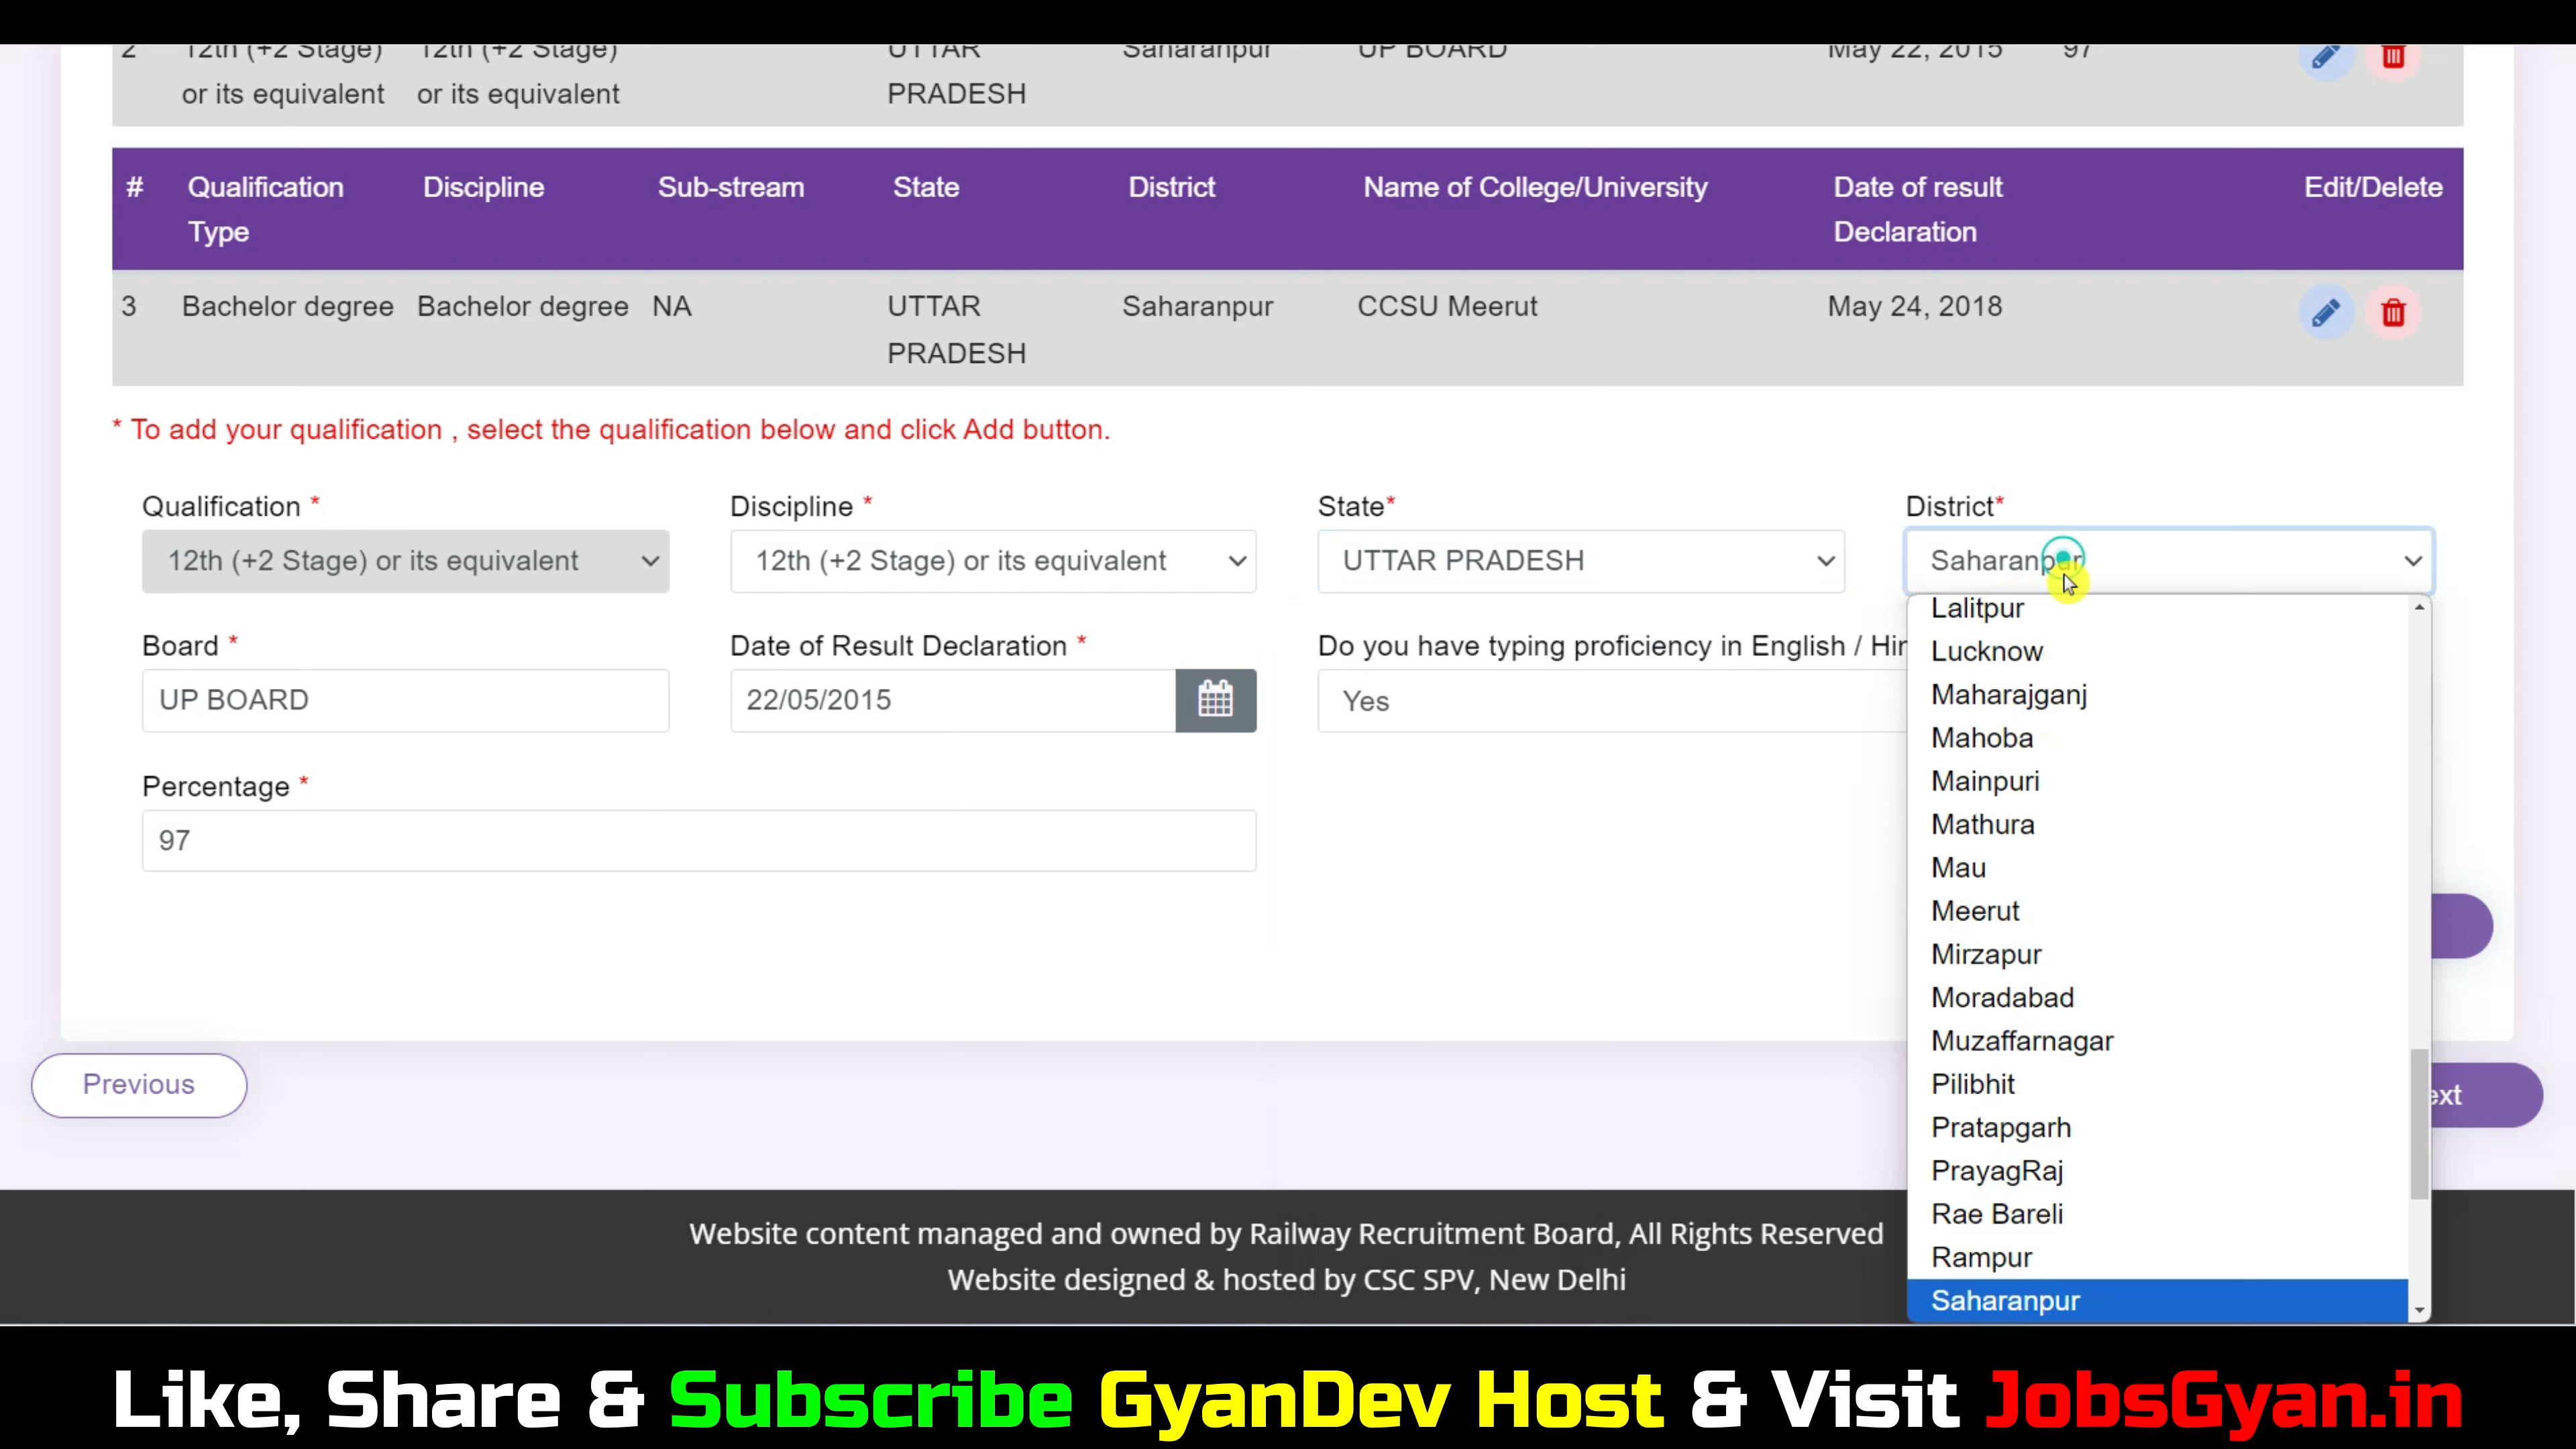 2 12th (+2 Stage) 12th (+2 Stage) UTTAR Saharanpur UP BOARD May 22, 2015 97
or its equivalent or its equivalent PRADESH
# Qualification Discipline Sub-stream State District Name of College/University Date of result Edit/Delete
Type Declaration
3 Bachelor degree Bachelor degree NA UTTAR Saharanpur CCSU Meerut May 24, 2018
PRADESH
* To add your qualification , select the qualification below and click Add button.
Qualification * Discipline * State* District*
12th (+2 Stage) or its equivalent 12th (+2 Stage) or its equivalent UTTAR PRADESH Saharanpur
Board * Date of Result Declaration * Do you have typing proficiency in English / Hin
UP BOARD 22/05/2015 Yes
Percentage *
97
Lalitpur
Lucknow
Maharajganj
Mahoba
Mainpuri
Mathura
Mau
Meerut
Mirzapur
Moradabad
Muzaffarnagar
Pilibhit
Pratapgarh
PrayagRaj
Rae Bareli
Rampur
Saharanpur
Previous ext
Website content managed and owned by Railway Recruitment Board, All Rights Reserved
Website designed & hosted by CSC SPV, New Delhi
Like, Share & Subscribe GyanDev Host & Visit JobsGyan.in